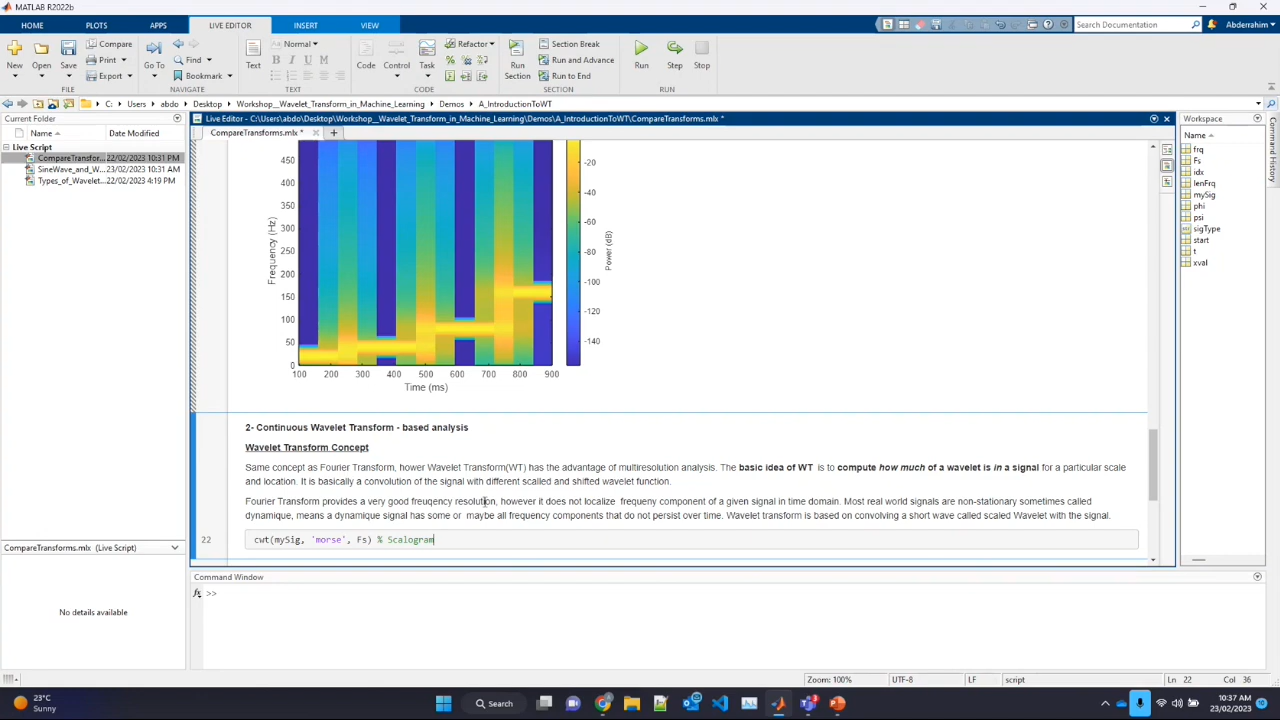 MATLAB R2022b
HOME PLOTS APPS LIVE EDITOR INSERT VIEW Search Documentation Abderrahim
New Open Save Compare Print Export Go To Find Bookmark Text Normal B I U M Code Control Task Refactor Run Section Section Break Run and Advance Run to End Run Step Stop
FILE NAVIGATE TEXT CODE SECTION RUN
C: Users abdo Desktop Workshop__Wavelet_Transform_in_Machine_Learning Demos A_IntroductionToWT
Current Folder
Name Date Modified
Live Script
CompareTransfor... 22/02/2023 10:31 PM
SineWave_and_W... 23/02/2023 10:31 AM
Types_of_Wavelet... 22/02/2023 4:19 PM
CompareTransforms.mlx (Live Script)
No details available
Live Editor - C:\Users\abdo\Desktop\Workshop__Wavelet_Transform_in_Machine_Learning\Demos\A_IntroductionToWT\CompareTransforms.mlx *
CompareTransforms.mlx *
450
400
350
300
250
200
150
100
50
0
Frequency (Hz)
100 200 300 400 500 600 700 800 900
Time (ms)
-20
-40
-60
-80
-100
-120
-140
Power (dB)
2- Continuous Wavelet Transform - based analysis
Wavelet Transform Concept
Same concept as Fourier Transform, hower Wavelet Transform(WT) has the advantage of multiresolution analysis. The basic idea of WT is to compute how much of a wavelet is in a signal for a particular scale
and location. It is basically a convolution of the signal with different scalled and shifted wavelet function.
Fourier Transform provides a very good freuqency resolution, however it does not localize frequeny component of a given signal in time domain. Most real world signals are non-stationary sometimes called
dynamique, means a dynamique signal has some or maybe all frequency components that do not persist over time. Wavelet transform is based on convolving a short wave called scaled Wavelet with the signal.
22 cwt(mySig, 'morse', Fs) % Scalogram
Command Window
fx >>
Workspace
Name
frq
Fs
idx
lenFrq
mySig
phi
psi
sigType
start
t
xval
Command History
Zoom: 100% UTF-8 LF script Ln 22 Col 36
23°C
Sunny
Search
10:37 AM
23/02/2023